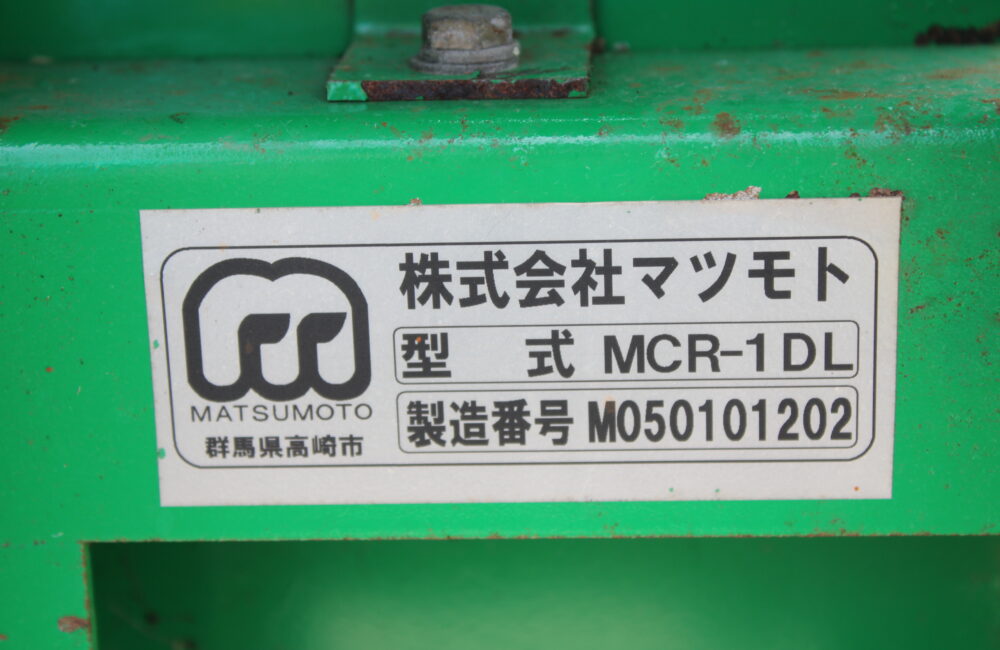 株式会社マツモト
型 式 MCR-1DL
製造番号 M050101202
MATSUMOTO
群馬県高崎市